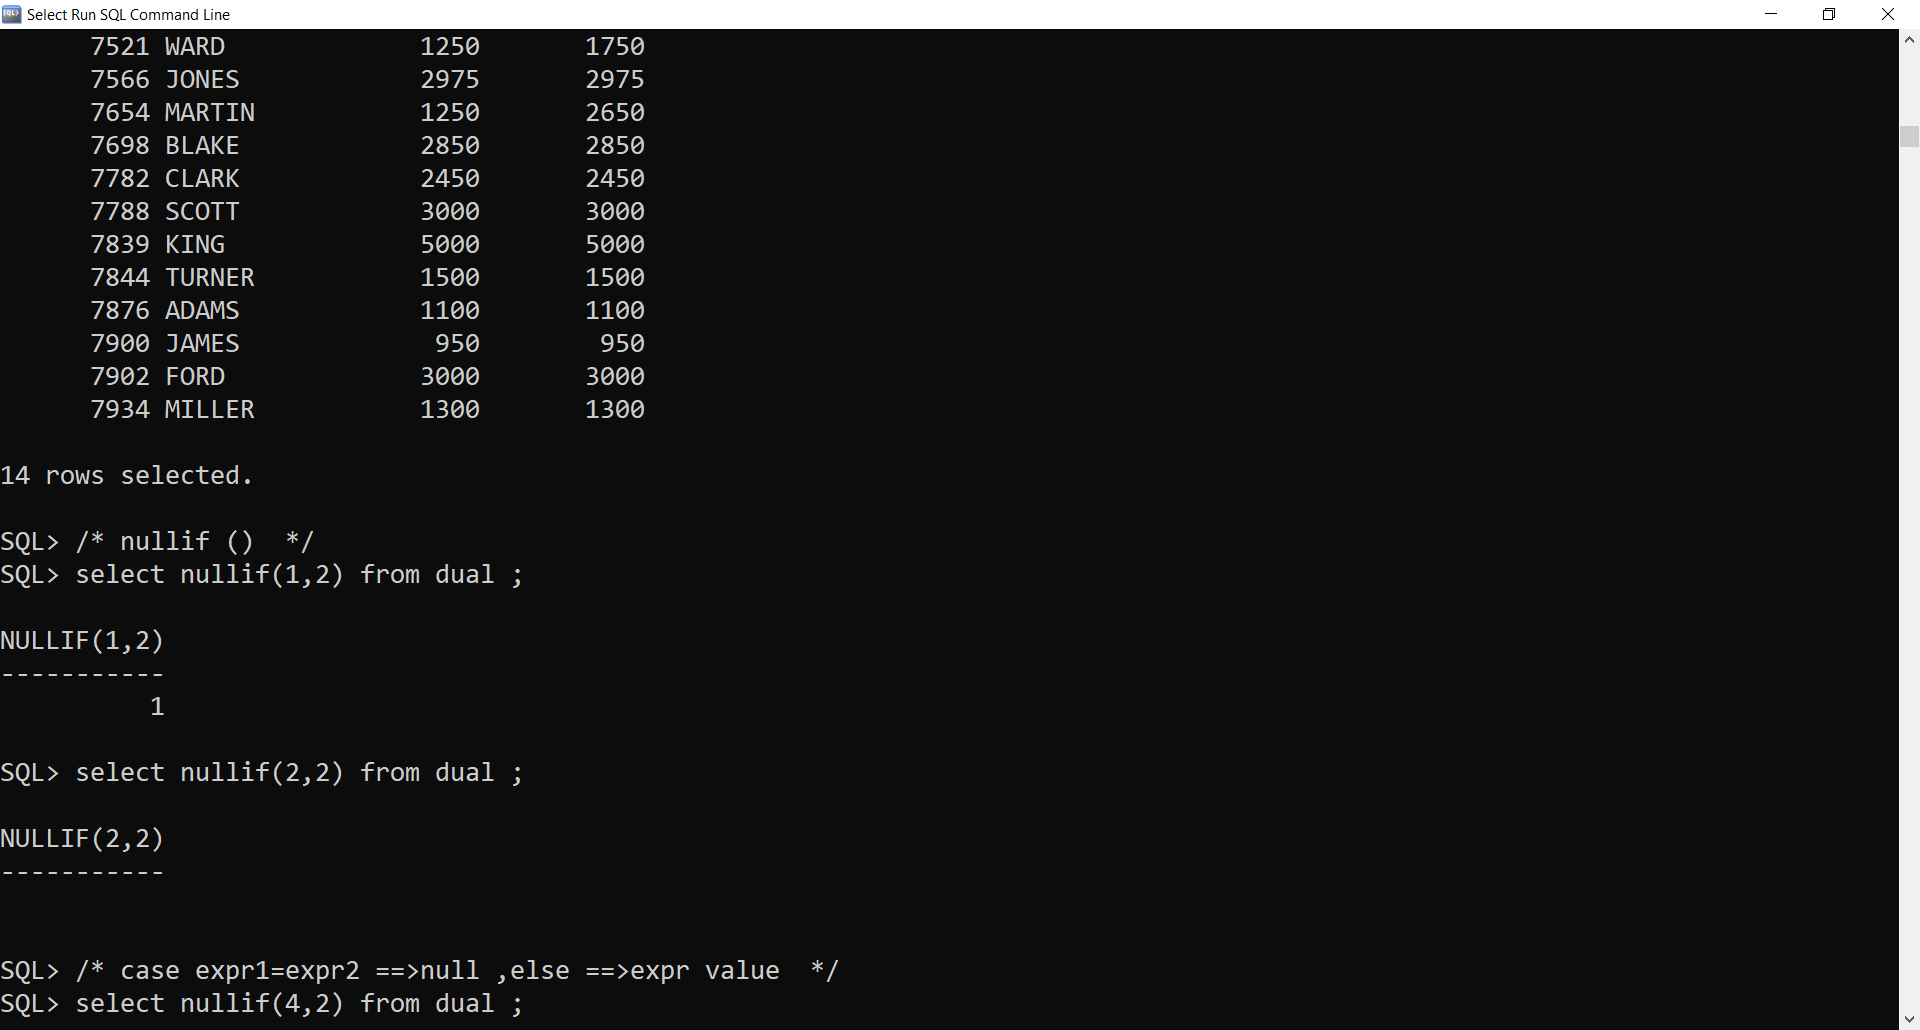 Select Run SQL Command Line
7521 WARD 1250 1750
7566 JONES 2975 2975
7654 MARTIN 1250 2650
7698 BLAKE 2850 2850
7782 CLARK 2450 2450
7788 SCOTT 3000 3000
7839 KING 5000 5000
7844 TURNER 1500 1500
7876 ADAMS 1100 1100
7900 JAMES 950 950
7902 FORD 3000 3000
7934 MILLER 1300 1300
14 rows selected.
SQL> /* nullif ()  */
SQL> select nullif(1,2) from dual ;
NULLIF(1,2)
-----------
1
SQL> select nullif(2,2) from dual ;
NULLIF(2,2)
-----------
SQL> /* case expr1=expr2 ==>null ,else ==>expr value  */
SQL> select nullif(4,2) from dual ;